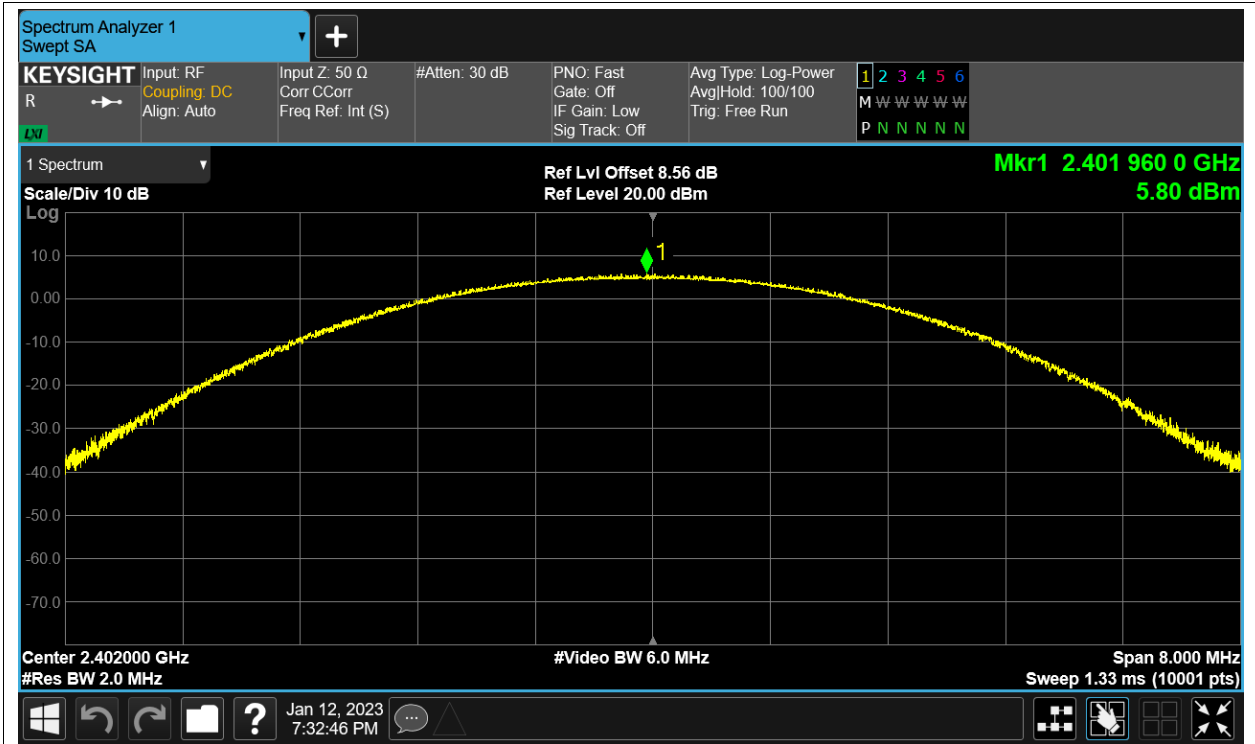 Spectrum Analyzer 1
Swept SA
KEYSIGHT
R
LXI
Input: RF
Coupling: DC
Align: Auto
Input Z: 50 Ω
Corr CCorr
Freq Ref: Int (S)
#Atten: 30 dB
PNO: Fast
Gate: Off
IF Gain: Low
Sig Track: Off
Avg Type: Log-Power
Avg|Hold: 100/100
Trig: Free Run
1 2 3 4 5 6
M W W W W W
P N N N N N
1 Spectrum
Scale/Div 10 dB
Log
Ref Lvl Offset 8.56 dB
Ref Level 20.00 dBm
Mkr1 2.401 960 0 GHz
5.80 dBm
1
10.0
0.00
-10.0
-20.0
-30.0
-40.0
-50.0
-60.0
-70.0
Center 2.402000 GHz
#Res BW 2.0 MHz
#Video BW 6.0 MHz
Span 8.000 MHz
Sweep 1.33 ms (10001 pts)
?
Jan 12, 2023
7:32:46 PM